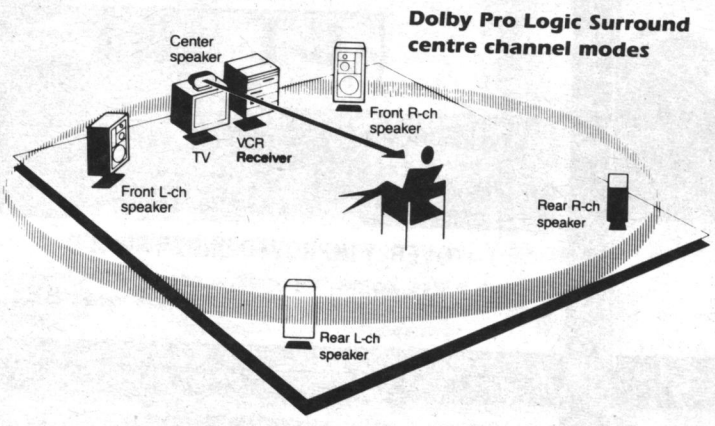 Dolby Pro Logic Surround
centre channel modes
Center
speaker
Front R-ch
speaker
TV
VCR
Receiver
Front L-ch
speaker
Rear R-ch
speaker
Rear L-ch
speaker